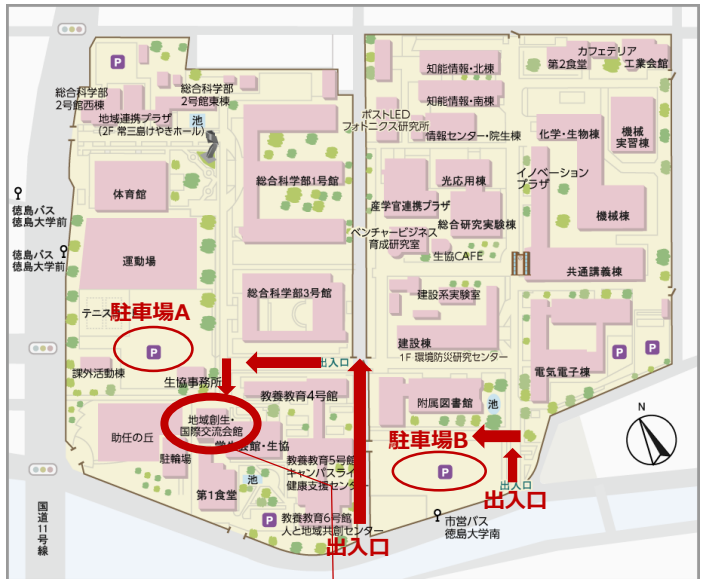 P
総合科学部
2号館西棟
総合科学部
2号館東棟
地域連携プラザ
(2F 常三島けやきホール)
池
体育館
総合科学部1号館
徳島バス
徳島大学前
徳島バス
徳島大学前
運動場
総合科学部3号館
テニス
駐車場A
P
課外活動棟
生協事務所
出入口
教養教育4号館
地域創生・
国際交流会館
学生会館・生協
助任の丘
駐輪場
第1食堂
池
教養教育5号館
キャンパスライ
健康支援セン
P
教養教育6号館
人と地域共創センター
出入口
国道11号線
知能情報・北棟
カフェテリア
第2食堂
工業会館
知能情報・南棟
ポストLED
フォトニクス研究所
情報センター・院生棟
化学・生物棟
機械
実習棟
光応用棟
イノベーション
プラザ
産学官連携プラザ
総合研究実験棟
機械棟
ベンチャービジネス
育成研究室
生協CAFE
共通講義棟
建設系実験室
建設棟
1F 環境防災研究センター
電気電子棟
P
P
附属図書館
池
駐車場B
P
出入口
出入口
市営バス
徳島大学南
N